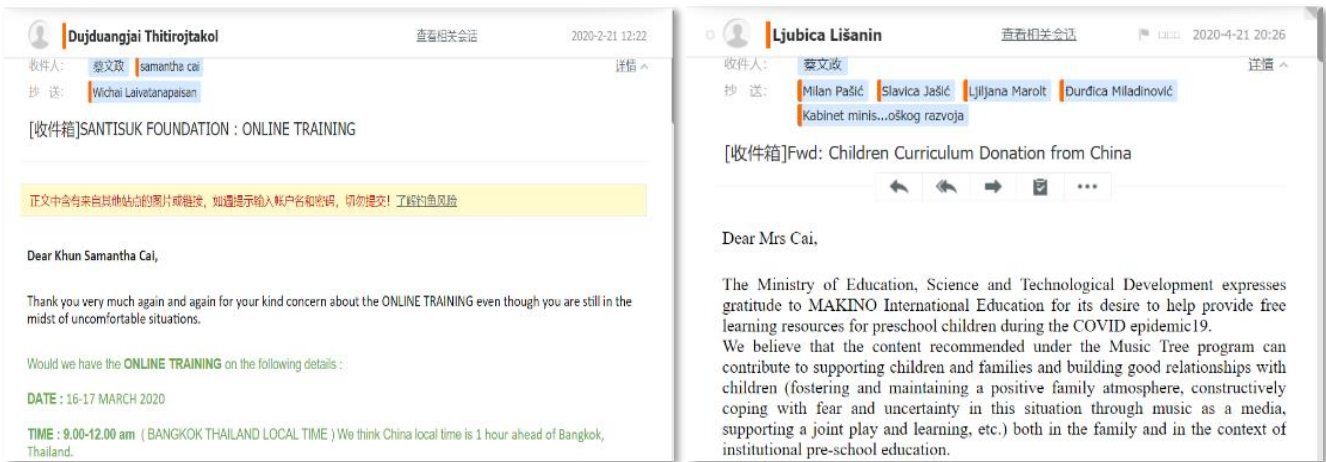 Dujduangjai Thitirojtakol 查看相关会话 2020-2-21 12:22
收件人: 蔡文政 samantha cai 详情
抄 送: Wichai Laivatanapaisan
[收件箱]SANTISUK FOUNDATION : ONLINE TRAINING
正文中含有来自其他站点的图片或链接，如遇提示输入帐户名和密码，切勿提交！了解钓鱼风险
Dear Khun Samantha Cai,
Thank you very much again and again for your kind concern about the ONLINE TRAINING even though you are still in the
midst of uncomfortable situations.
Would we have the ONLINE TRAINING on the following details :
DATE : 16-17 MARCH 2020
TIME : 9.00-12.00 am ( BANGKOK THAILAND LOCAL TIME ) We think China local time is 1 hour ahead of Bangkok,
Thailand.
Ljubica Lišanin 查看相关会话 2020-4-21 20:26
收件人: 蔡文政 详情
抄 送: Milan Pašić Slavica Jašić Ljiljana Marolt Đurđica Miladinović
Kabinet minis...oškog razvoja
[收件箱]Fwd: Children Curriculum Donation from China
Dear Mrs Cai,
The Ministry of Education, Science and Technological Development expresses
gratitude to MAKINO International Education for its desire to help provide free
learning resources for preschool children during the COVID epidemic19.
We believe that the content recommended under the Music Tree program can
contribute to supporting children and families and building good relationships with
children (fostering and maintaining a positive family atmosphere, constructively
coping with fear and uncertainty in this situation through music as a media,
supporting a joint play and learning, etc.) both in the family and in the context of
institutional pre-school education.